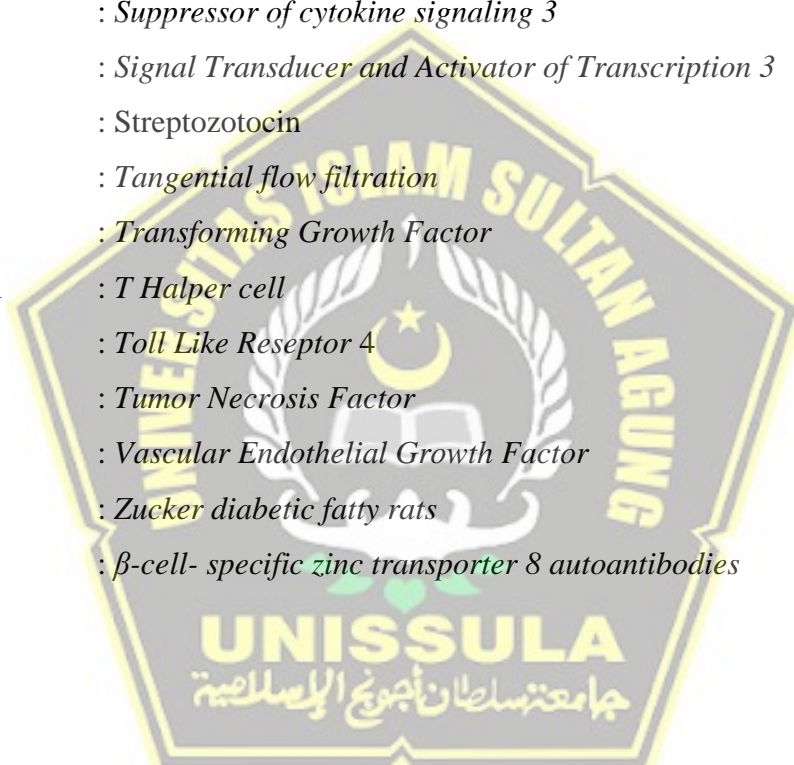 : Suppressor of cytokine signaling 3
: Signal Transducer and Activator of Transcription 3
: Streptozotocin
: Tangential flow filtration
: Transforming Growth Factor
: T Halper cell
: Toll Like Reseptor 4
: Tumor Necrosis Factor
: Vascular Endothelial Growth Factor
: Zucker diabetic fatty rats
: β-cell- specific zinc transporter 8 autoantibodies
UNIVERSITAS ISLAM SULTAN AGUNG
UNISSULA
جامعتسلطان أجونج الإسلامية